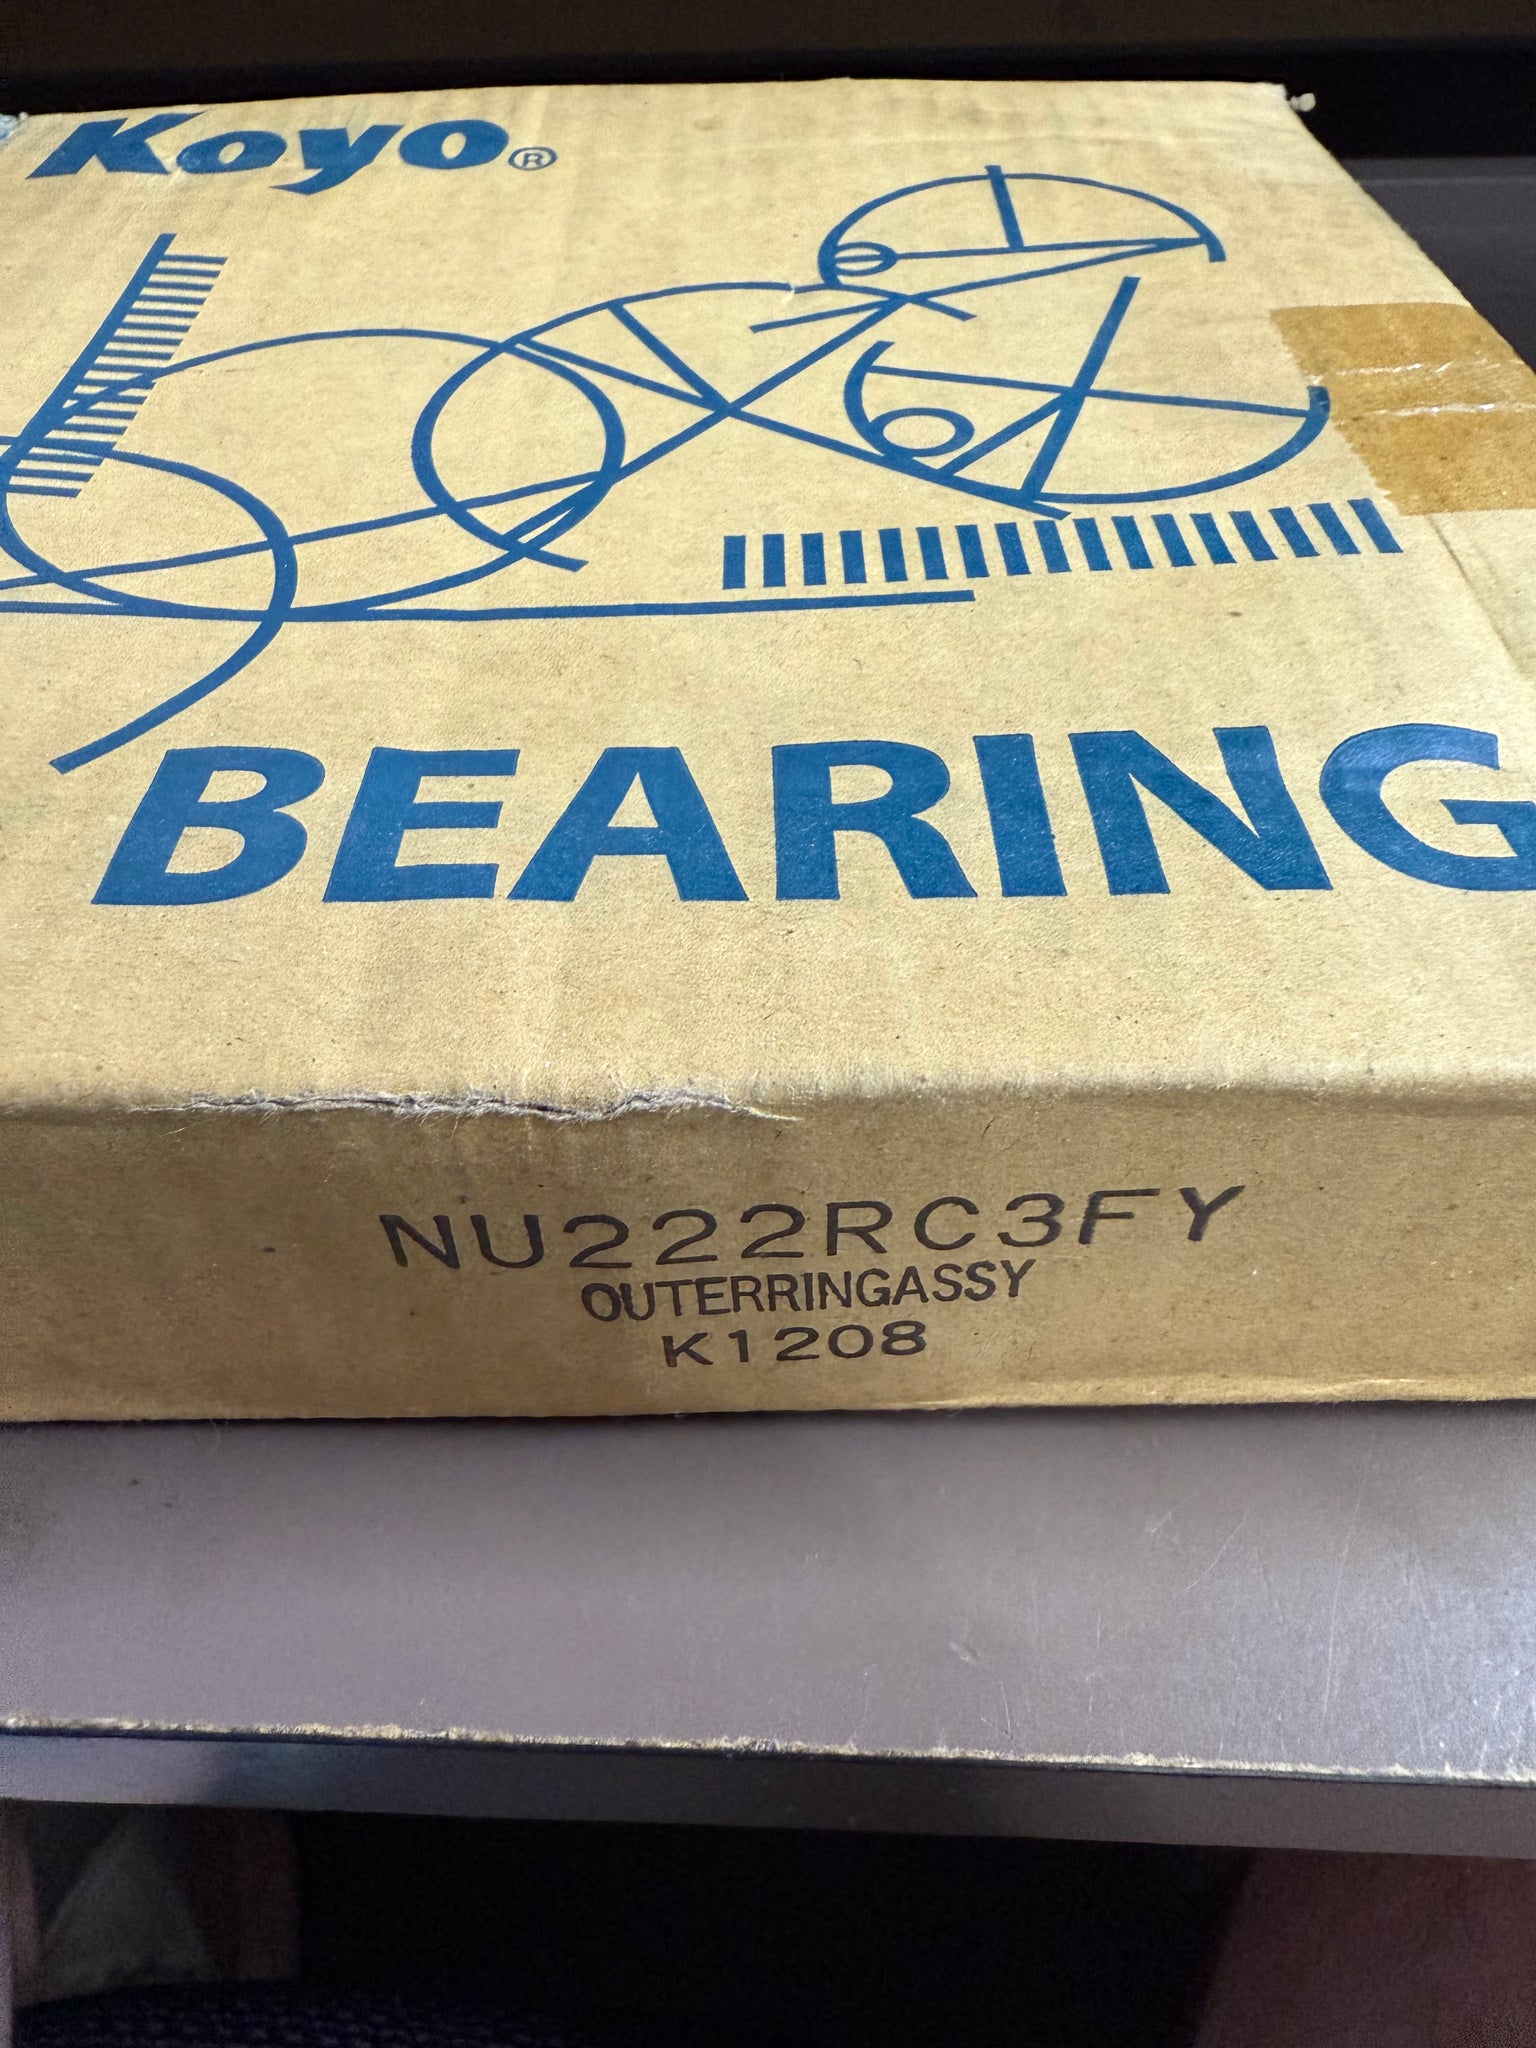 Koyo®
BEARING
NU222RC3FY
OUTERRINGASSY
K1208